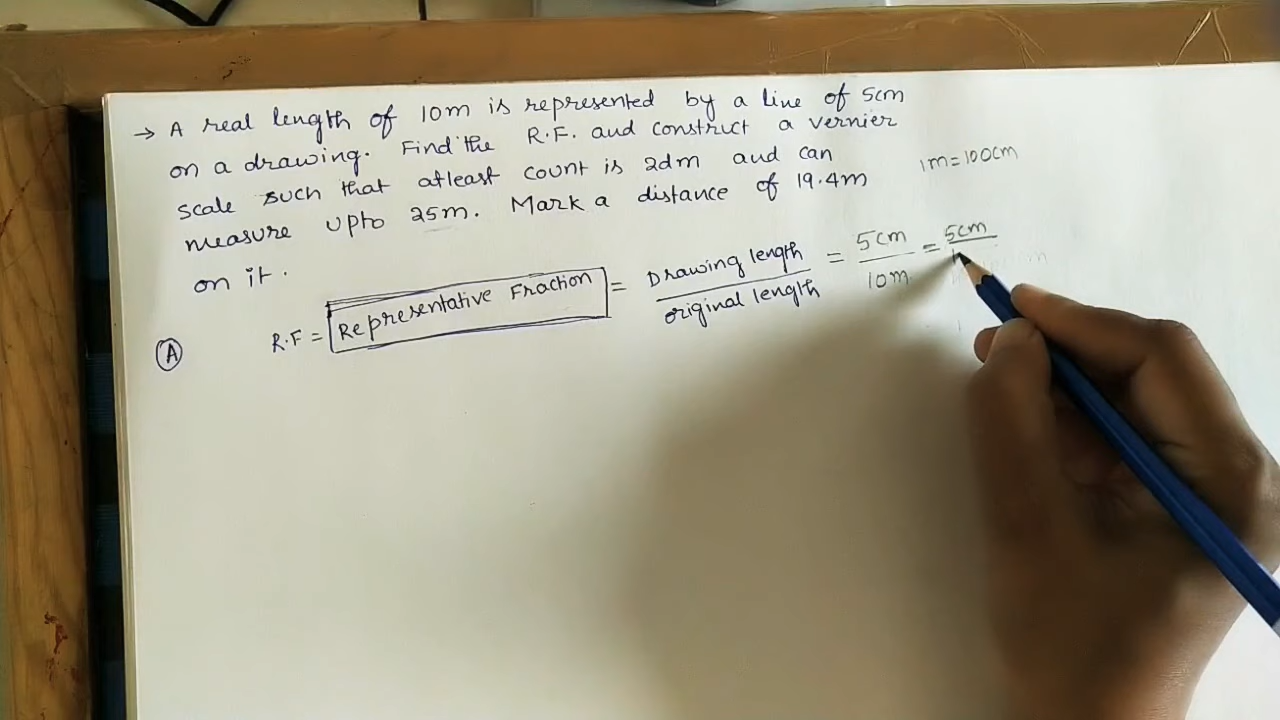 → A real length of 10m is represented by a line of 5cm
on a drawing. Find the R.F. and construct a vernier
scale such that atleast count is 2dm and can
measure upto 25m. Mark a distance of 19.4m
on it.
1m=100cm
(A) R.F = Representative Fraction = Drawing length / original length = 5cm / 10m = 5cm